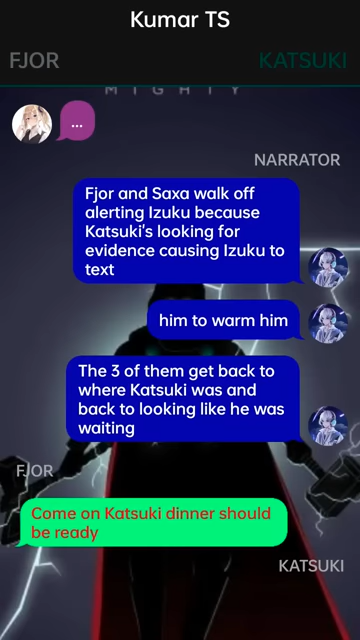 Kumar TS
FJOR
KATSUKI
MIGHTY
...
NARRATOR
Fjor and Saxa walk off
alerting Izuku because
Katsuki's looking for
evidence causing Izuku to
text
him to warm him
The 3 of them get back to
where Katsuki was and
back to looking like he was
waiting
FJOR
Come on Katsuki dinner should
be ready
KATSUKI